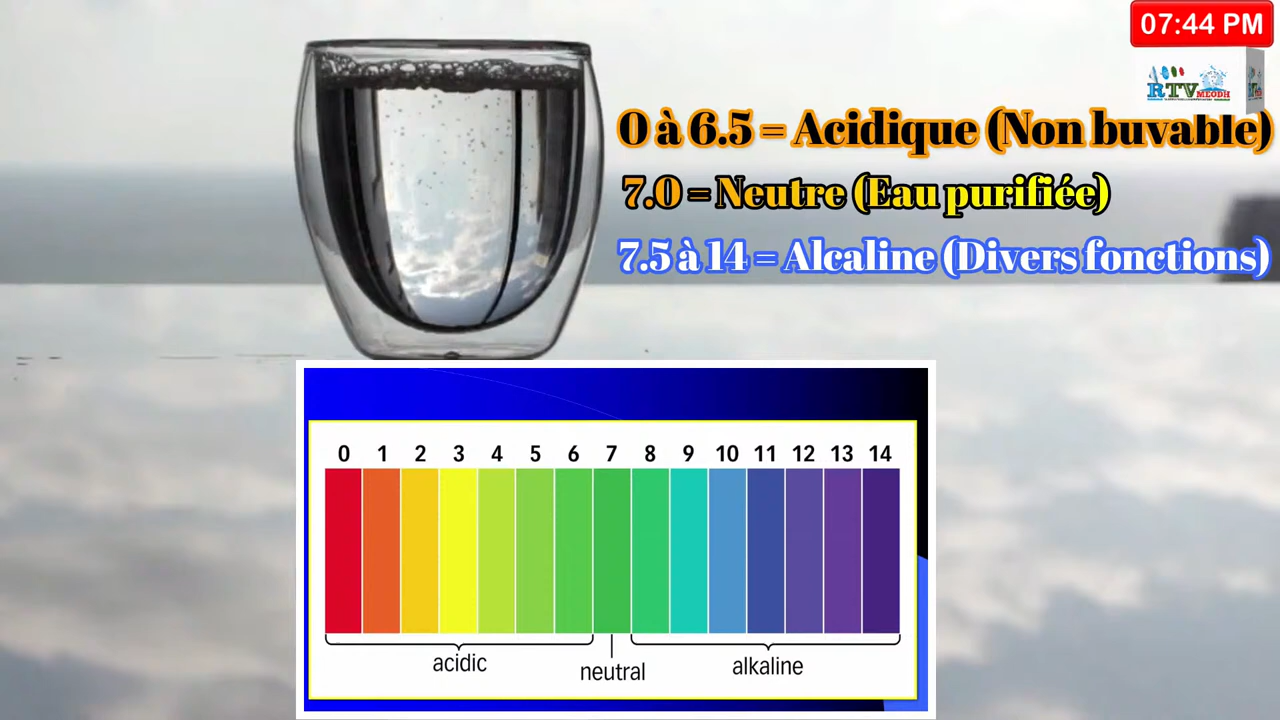 07:44 PM
RTV MEODH
0 à 6.5 = Acidique (Non buvable)
7.0 = Neutre (Eau purifiée)
7.5 à 14 = Alcaline (Divers fonctions)
0 1 2 3 4 5 6 7 8 9 10 11 12 13 14
acidic
neutral
alkaline